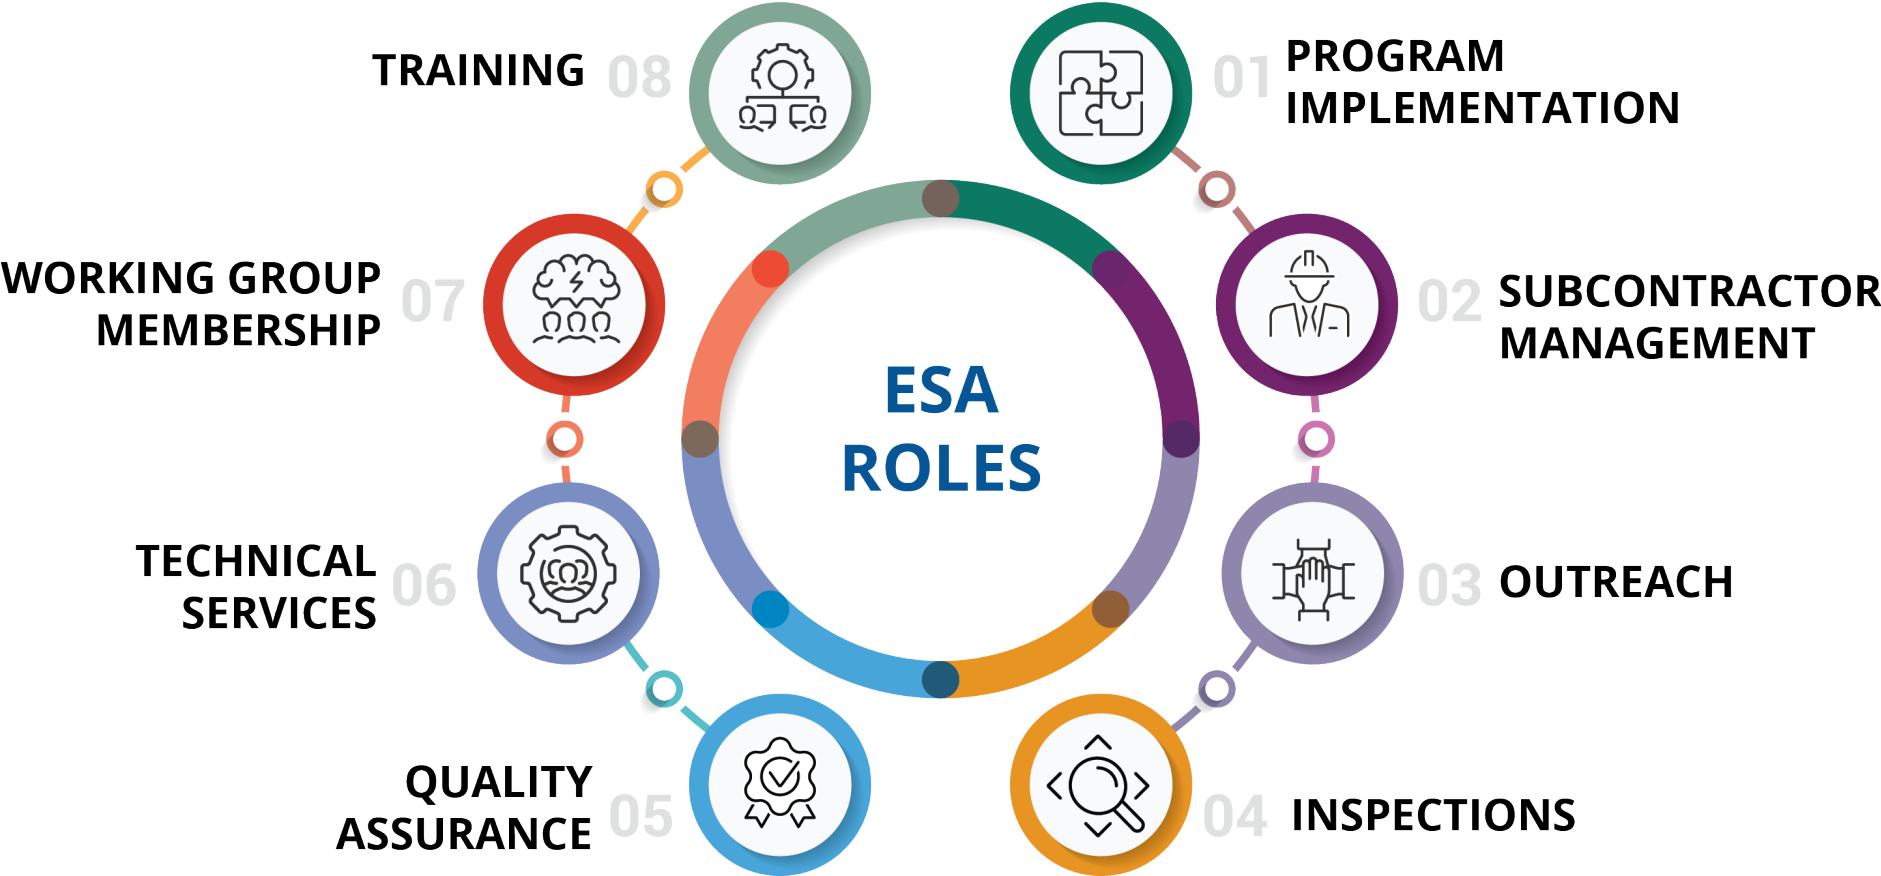 ESA
ROLES
01
PROGRAM
IMPLEMENTATION
02
SUBCONTRACTOR
MANAGEMENT
03
OUTREACH
04
INSPECTIONS
05
QUALITY
ASSURANCE
06
TECHNICAL
SERVICES
07
WORKING GROUP
MEMBERSHIP
08
TRAINING